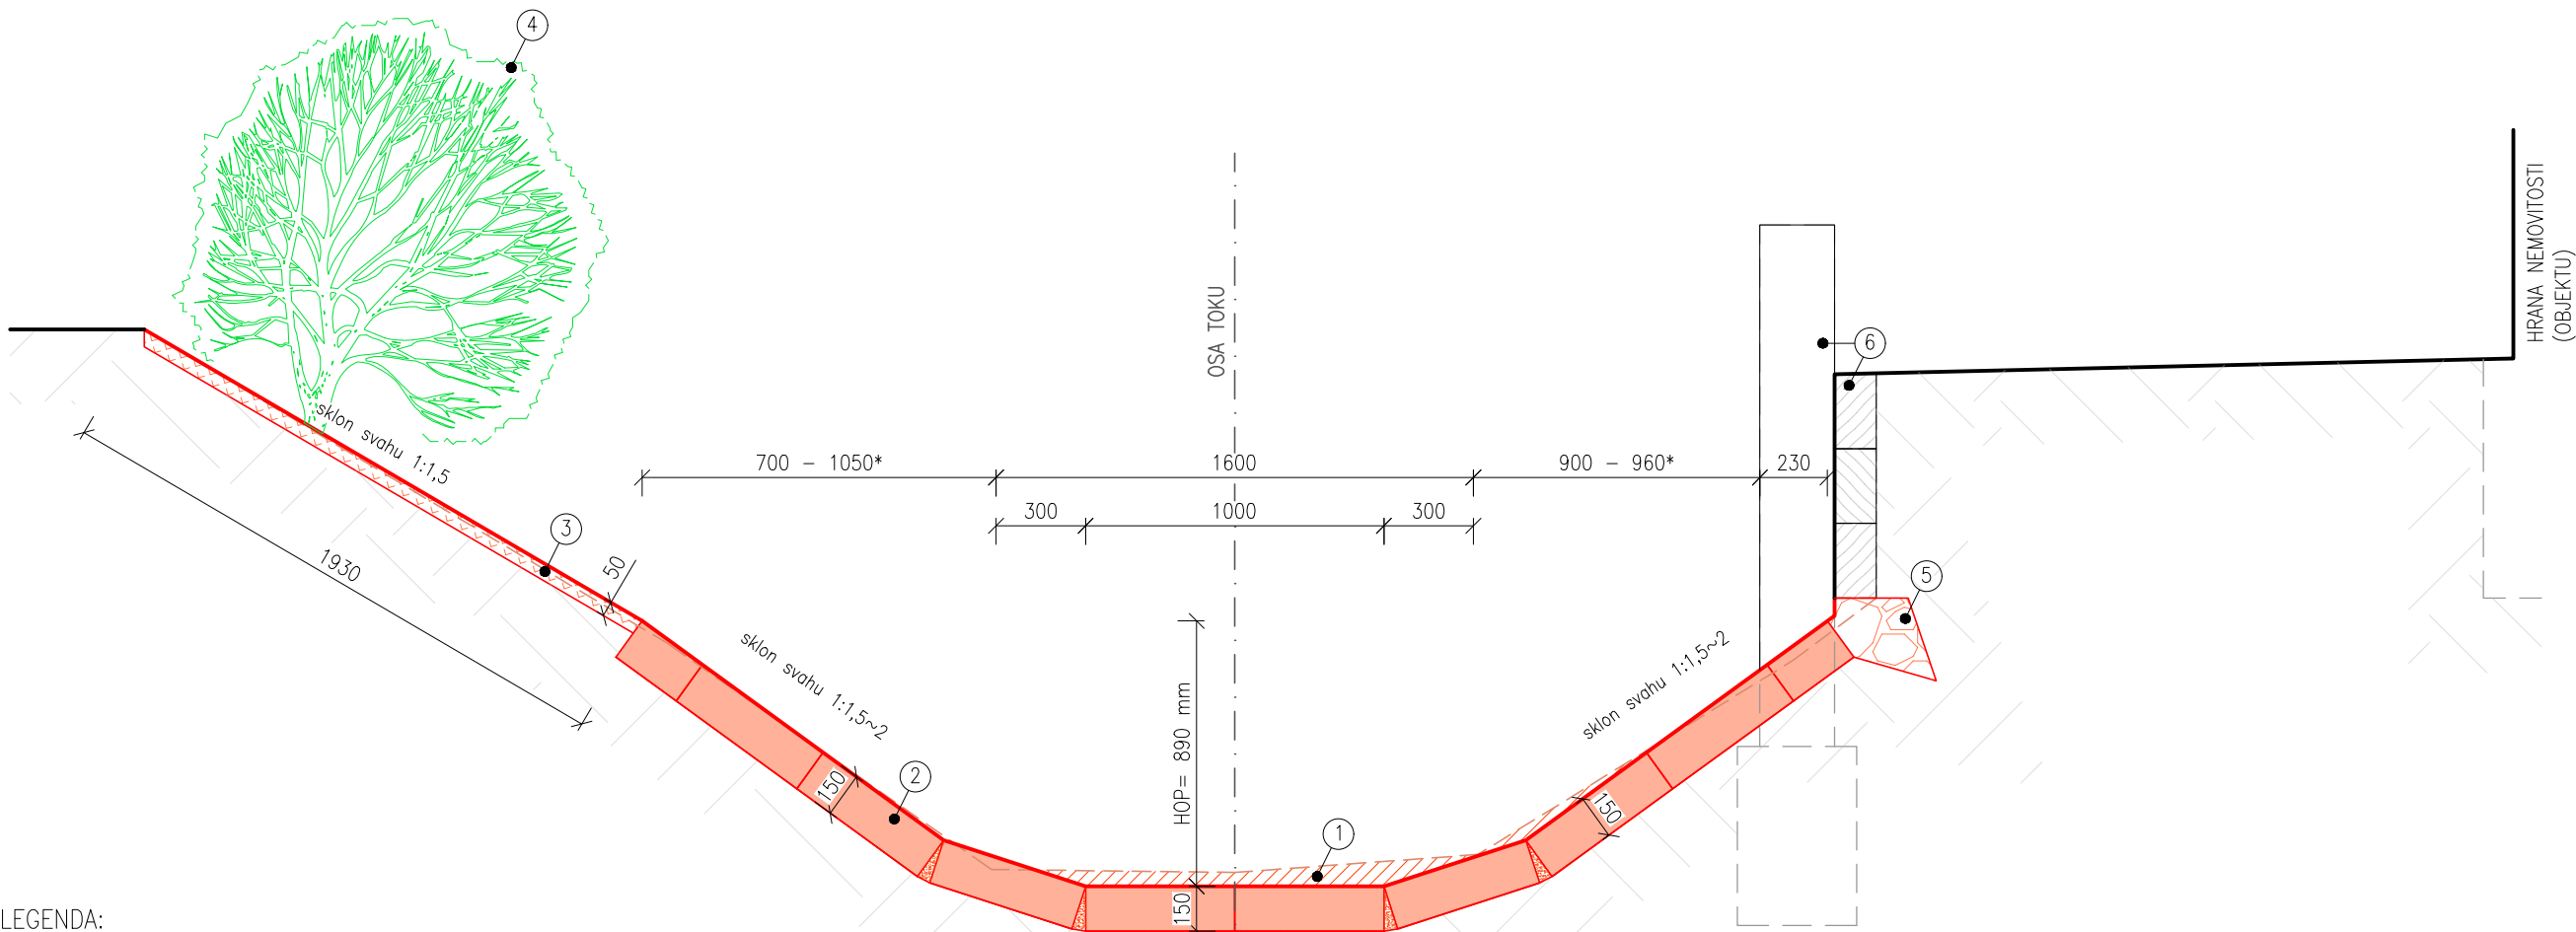 4
HRANA NEMOVITOSTI
(OBJEKTU)
OSA TOKU
6
sklon svahu 1:1,5
700 – 1050*
1600
900 – 960*
230
300
1000
300
3
1930
50
5
sklon svahu 1:1,5~2
sklon svahu 1:1,5~2
HOP= 890 mm
150
2
150
1
150
LEGENDA: